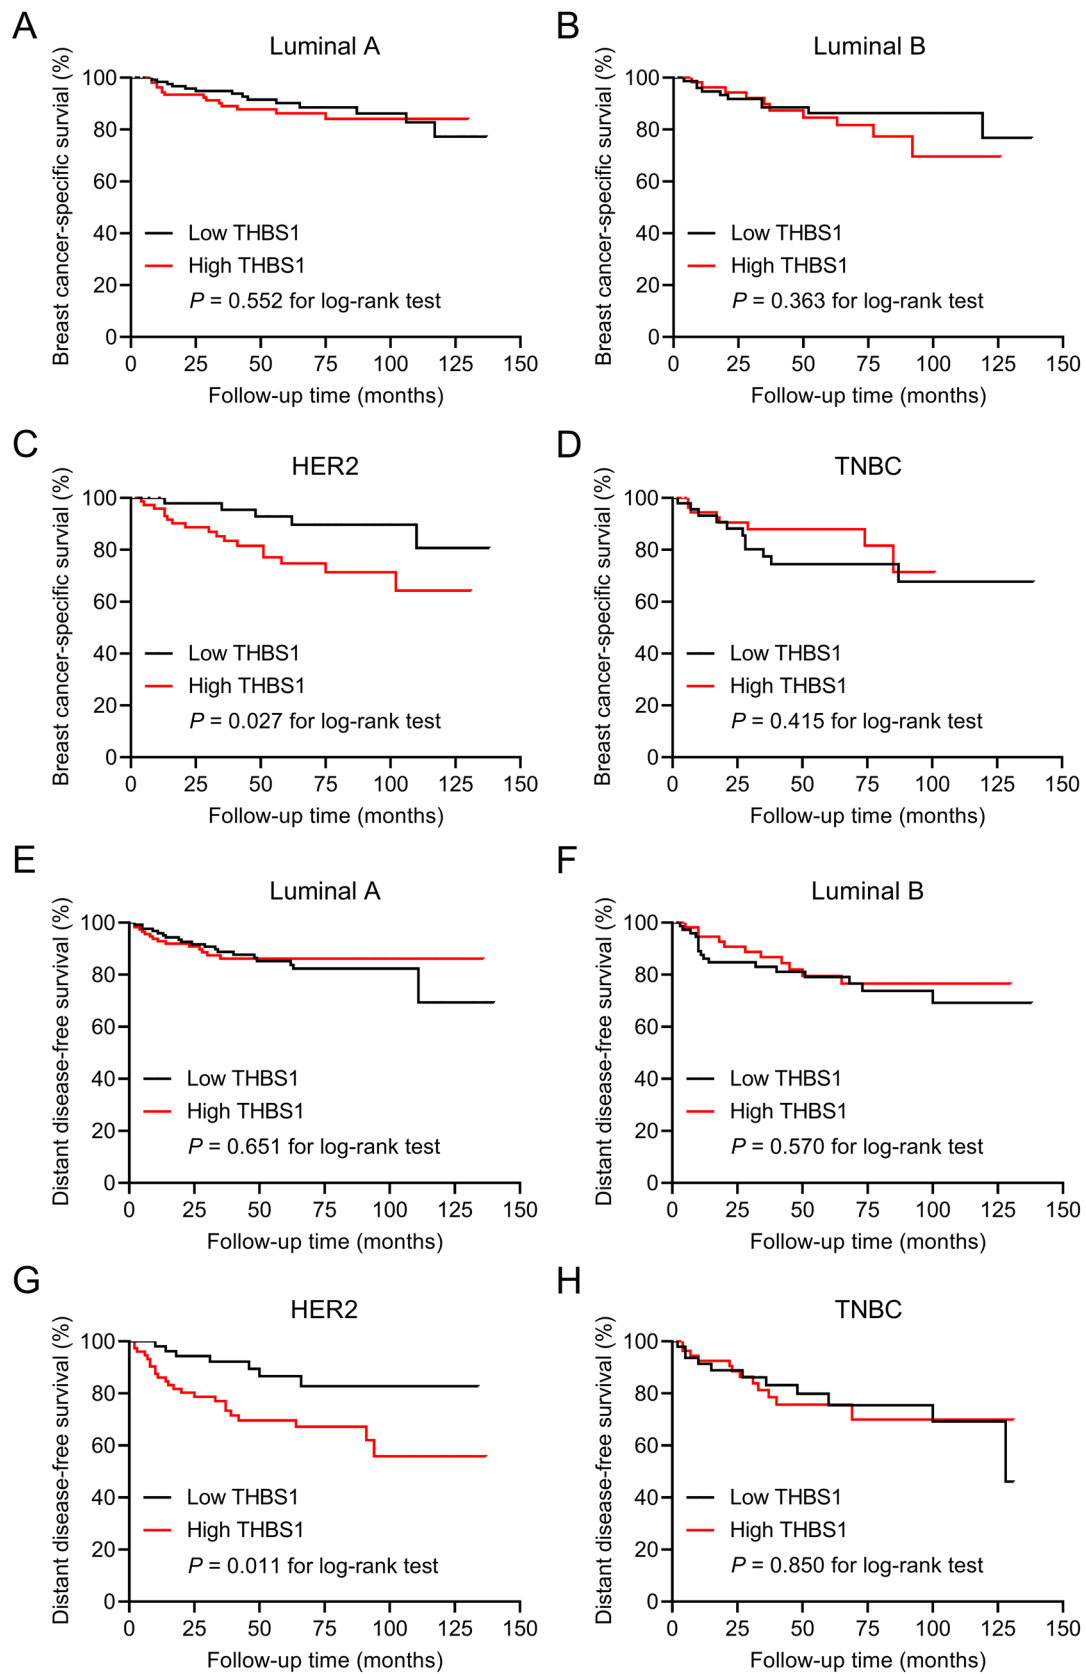 A
Luminal A
Breast cancer-specific survial (%)
100
80
60
40
20
0
Low THBS1
High THBS1
P = 0.552 for log-rank test
0 25 50 75 100 125 150
Follow-up time (months)
B
Luminal B
Breast cancer-specific survial (%)
100
80
60
40
20
0
Low THBS1
High THBS1
P = 0.363 for log-rank test
0 25 50 75 100 125 150
Follow-up time (months)
C
HER2
Breast cancer-specific survial (%)
100
80
60
40
20
0
Low THBS1
High THBS1
P = 0.027 for log-rank test
0 25 50 75 100 125 150
Follow-up time (months)
D
TNBC
Breast cancer-specific survial (%)
100
80
60
40
20
0
Low THBS1
High THBS1
P = 0.415 for log-rank test
0 25 50 75 100 125 150
Follow-up time (months)
E
Luminal A
Distant disease-free survival (%)
100
80
60
40
20
0
Low THBS1
High THBS1
P = 0.651 for log-rank test
0 25 50 75 100 125 150
Follow-up time (months)
F
Luminal B
Distant disease-free survival (%)
100
80
60
40
20
0
Low THBS1
High THBS1
P = 0.570 for log-rank test
0 25 50 75 100 125 150
Follow-up time (months)
G
HER2
Distant disease-free survival (%)
100
80
60
40
20
0
Low THBS1
High THBS1
P = 0.011 for log-rank test
0 25 50 75 100 125 150
Follow-up time (months)
H
TNBC
Distant disease-free survival (%)
100
80
60
40
20
0
Low THBS1
High THBS1
P = 0.850 for log-rank test
0 25 50 75 100 125 150
Follow-up time (months)